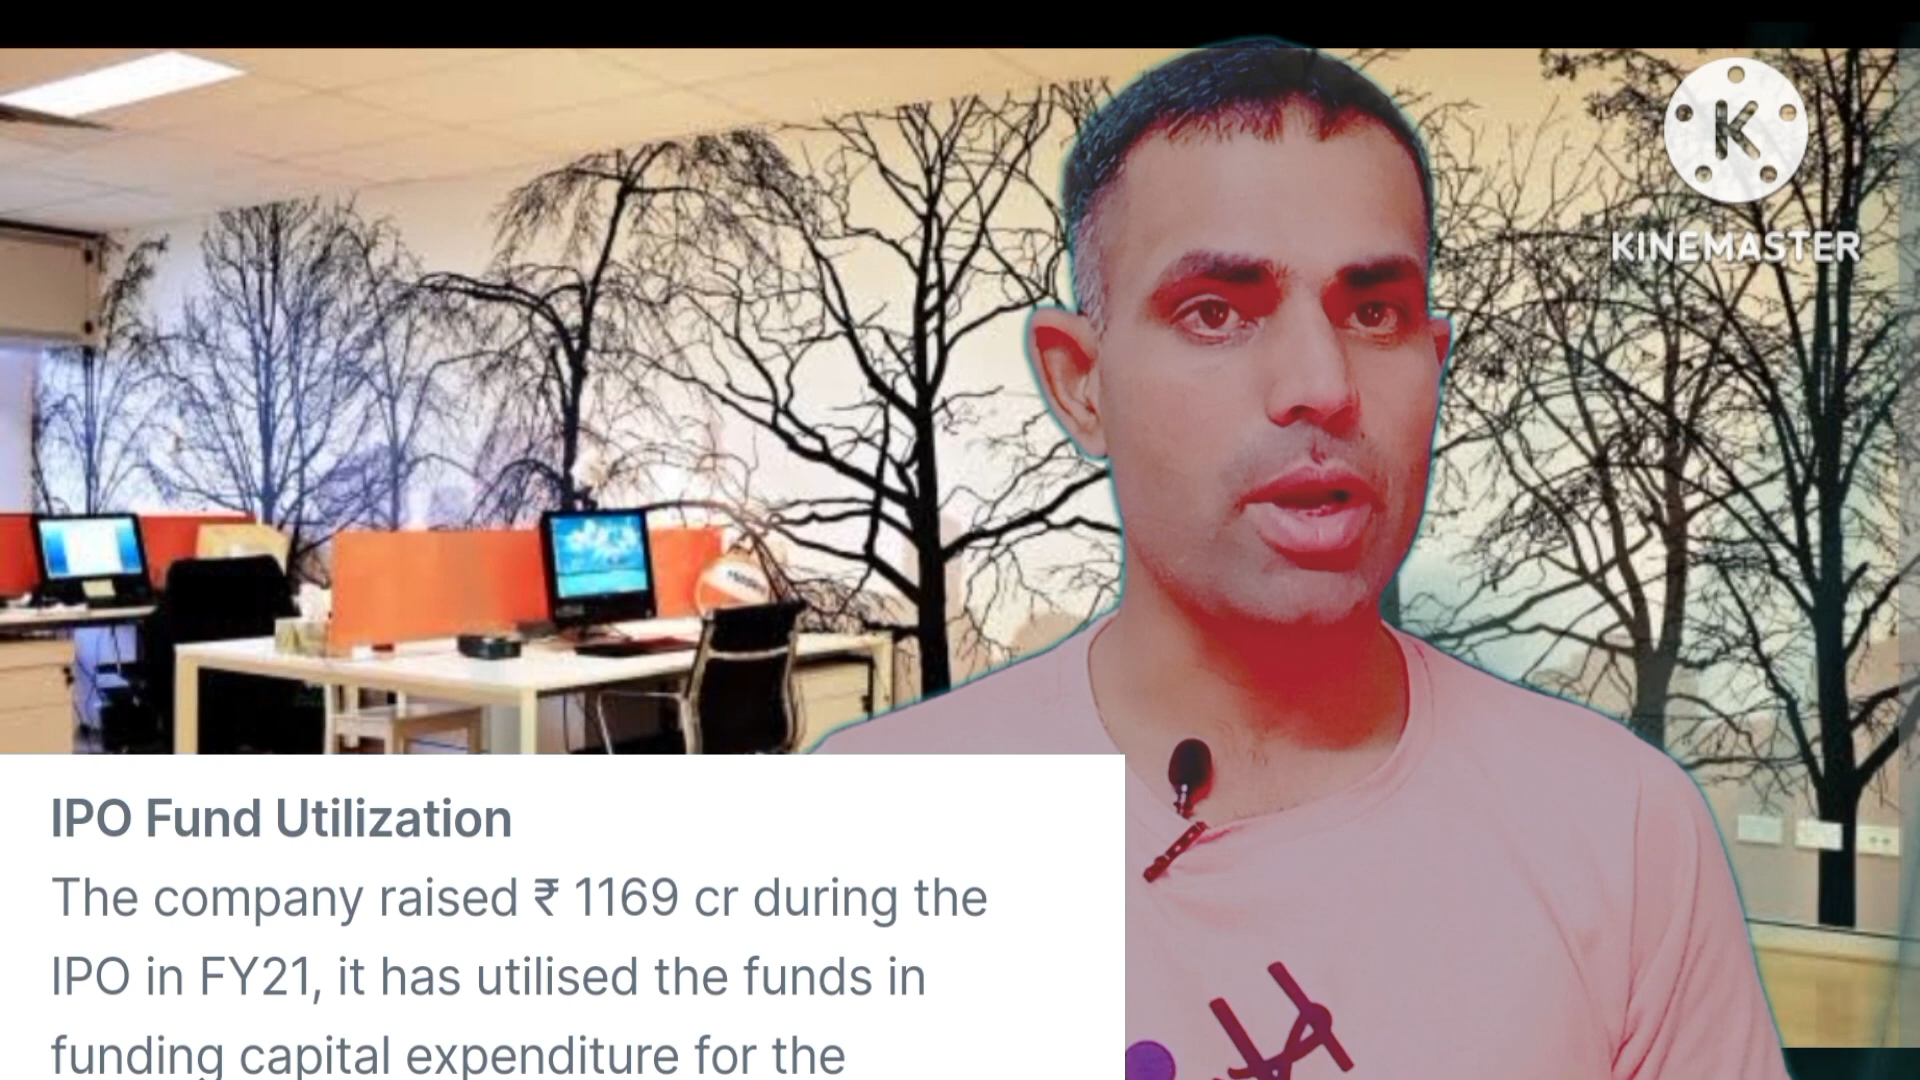 K
KINEMASTER
IPO Fund Utilization
The company raised ₹ 1169 cr during the
IPO in FY21, it has utilised the funds in
funding capital expenditure for the